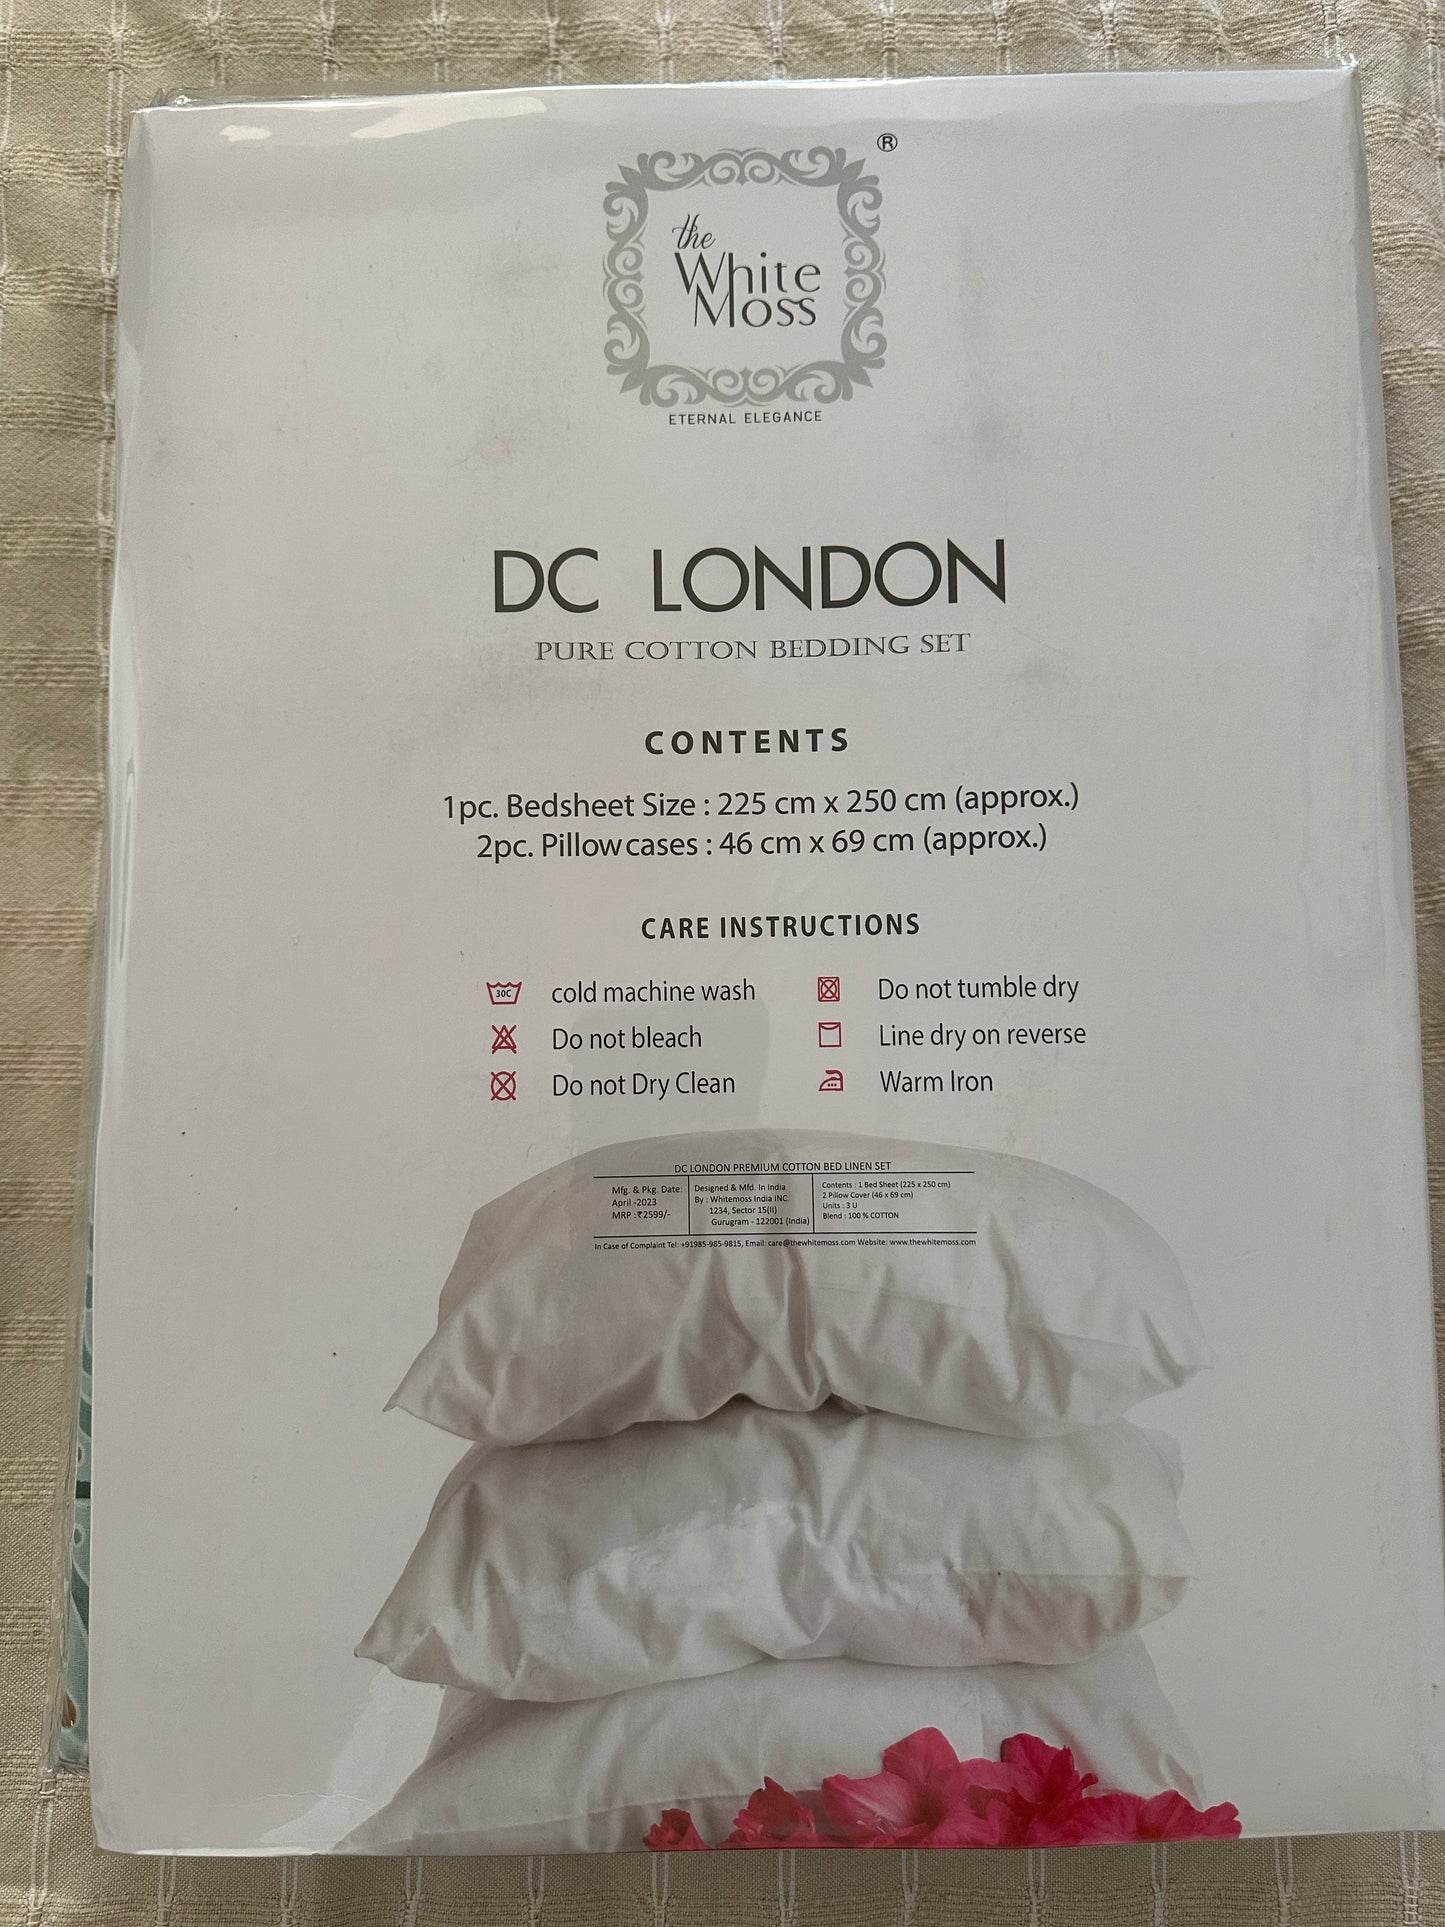 ®
the
White
Moss
ETERNAL ELEGANCE
DC LONDON
PURE COTTON BEDDING SET
CONTENTS
1pc. Bedsheet Size : 225 cm x 250 cm (approx.)
2pc. Pillowcases : 46 cm x 69 cm (approx.)
CARE INSTRUCTIONS
30C cold machine wash
Do not tumble dry
Do not bleach
Line dry on reverse
Do not Dry Clean
Warm Iron
DC LONDON PREMIUM COTTON BED LINEN SET
Mfg. & Pkg. Date:
April -2023
MRP :₹2599/-
Designed & Mfd. In India
By : Whitemoss India INC.
1234, Sector 15(II)
Gurugram - 122001 (India)
Contents : 1 Bed Sheet (225 x 250 cm)
2 Pillow Cover (46 x 69 cm)
Units : 3 U
Blend : 100 % COTTON
In Case of Complaint Tel: +91985-985-9815, Email: care@thewhitemoss.com Website: www.thewhitemoss.com